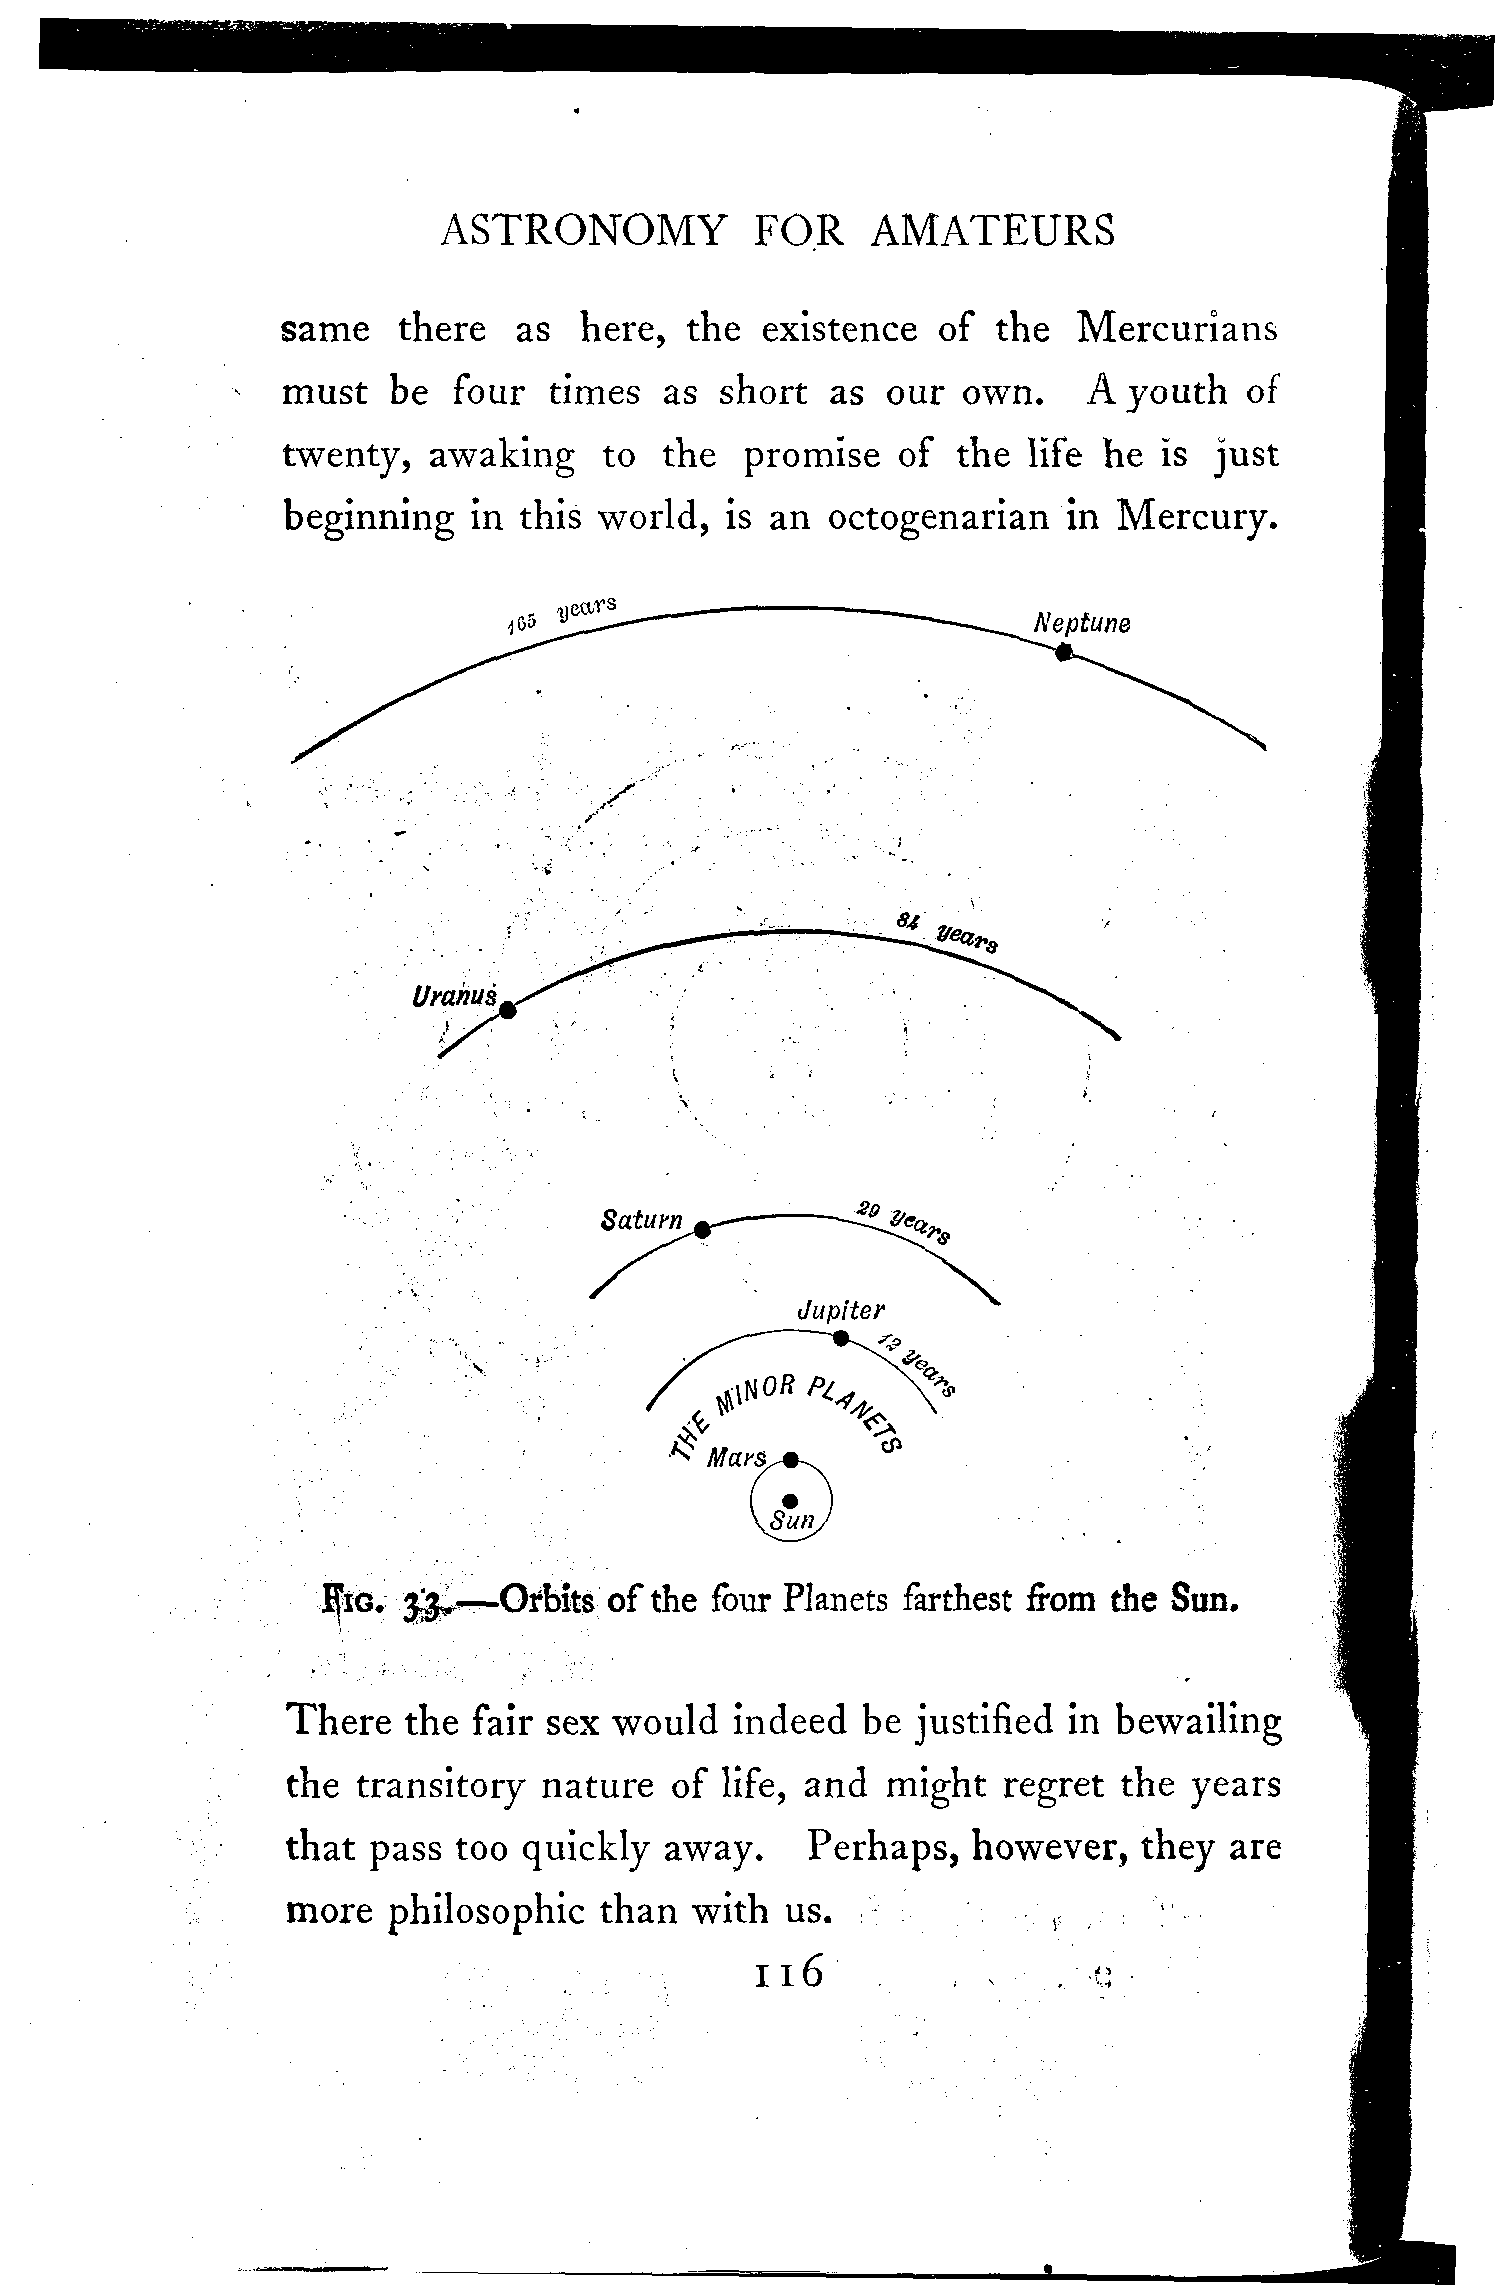 ASTRONOMY FOR AMATEURS
same there as here, the existence of the Mercurians
must be four times as short as our own. A youth of
twenty, awaking to the promise of the life he is just
beginning in this world, is an octogenarian in Mercury.
165 years
Neptune
84 years
Uranus
Saturn
29 years
Jupiter
12 years
THE MINOR PLANETS
Mars
Sun
FIG. 33.—Orbits of the four Planets farthest from the Sun.
There the fair sex would indeed be justified in bewailing
the transitory nature of life, and might regret the years
that pass too quickly away. Perhaps, however, they are
more philosophic than with us.
116